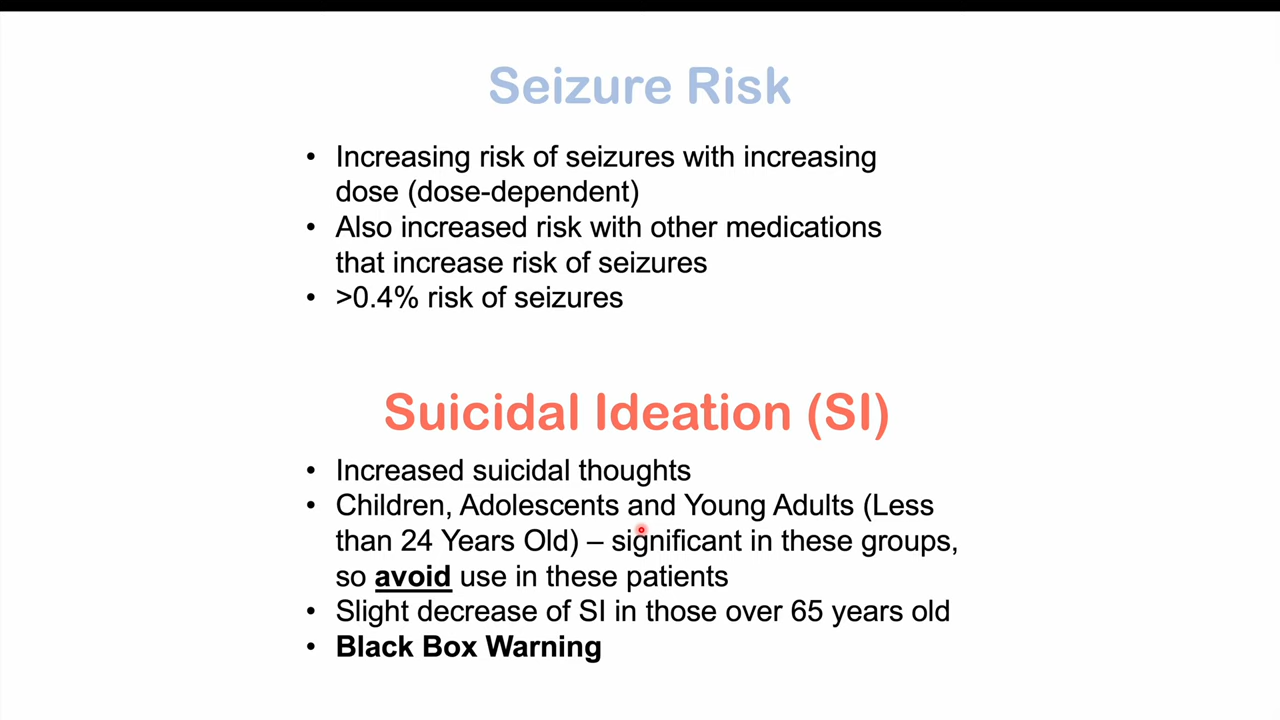 Seizure Risk
• Increasing risk of seizures with increasing
dose (dose-dependent)
• Also increased risk with other medications
that increase risk of seizures
• >0.4% risk of seizures
Suicidal Ideation (SI)
• Increased suicidal thoughts
• Children, Adolescents and Young Adults (Less
than 24 Years Old) – significant in these groups,
so avoid use in these patients
• Slight decrease of SI in those over 65 years old
• Black Box Warning